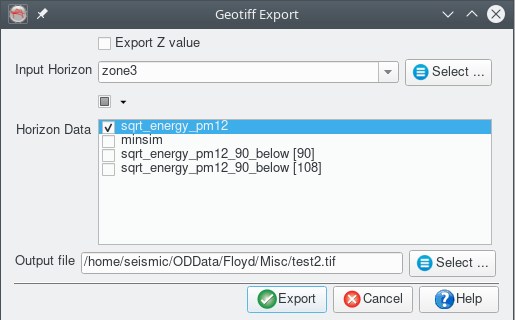 Geotiff Export
Export Z value
Input Horizon zone3 Select ...
Horizon Data sqrt_energy_pm12
minsim
sqrt_energy_pm12_90_below [90]
sqrt_energy_pm12_90_below [108]
Output file /home/seismic/ODData/Floyd/Misc/test2.tif Select ...
Export Cancel Help